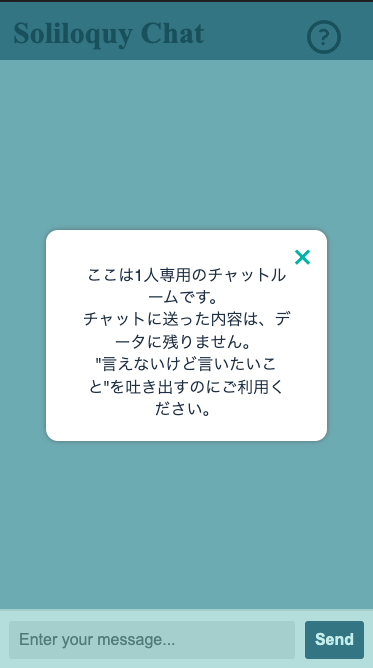 Soliloquy Chat
?
ここは1人専用のチャットル
ームです。
チャットに送った内容は、デ
ータに残りません。
"言えないけど言いたいこ
と"を吐き出すのにご利用く
ださい。
Enter your message...
Send